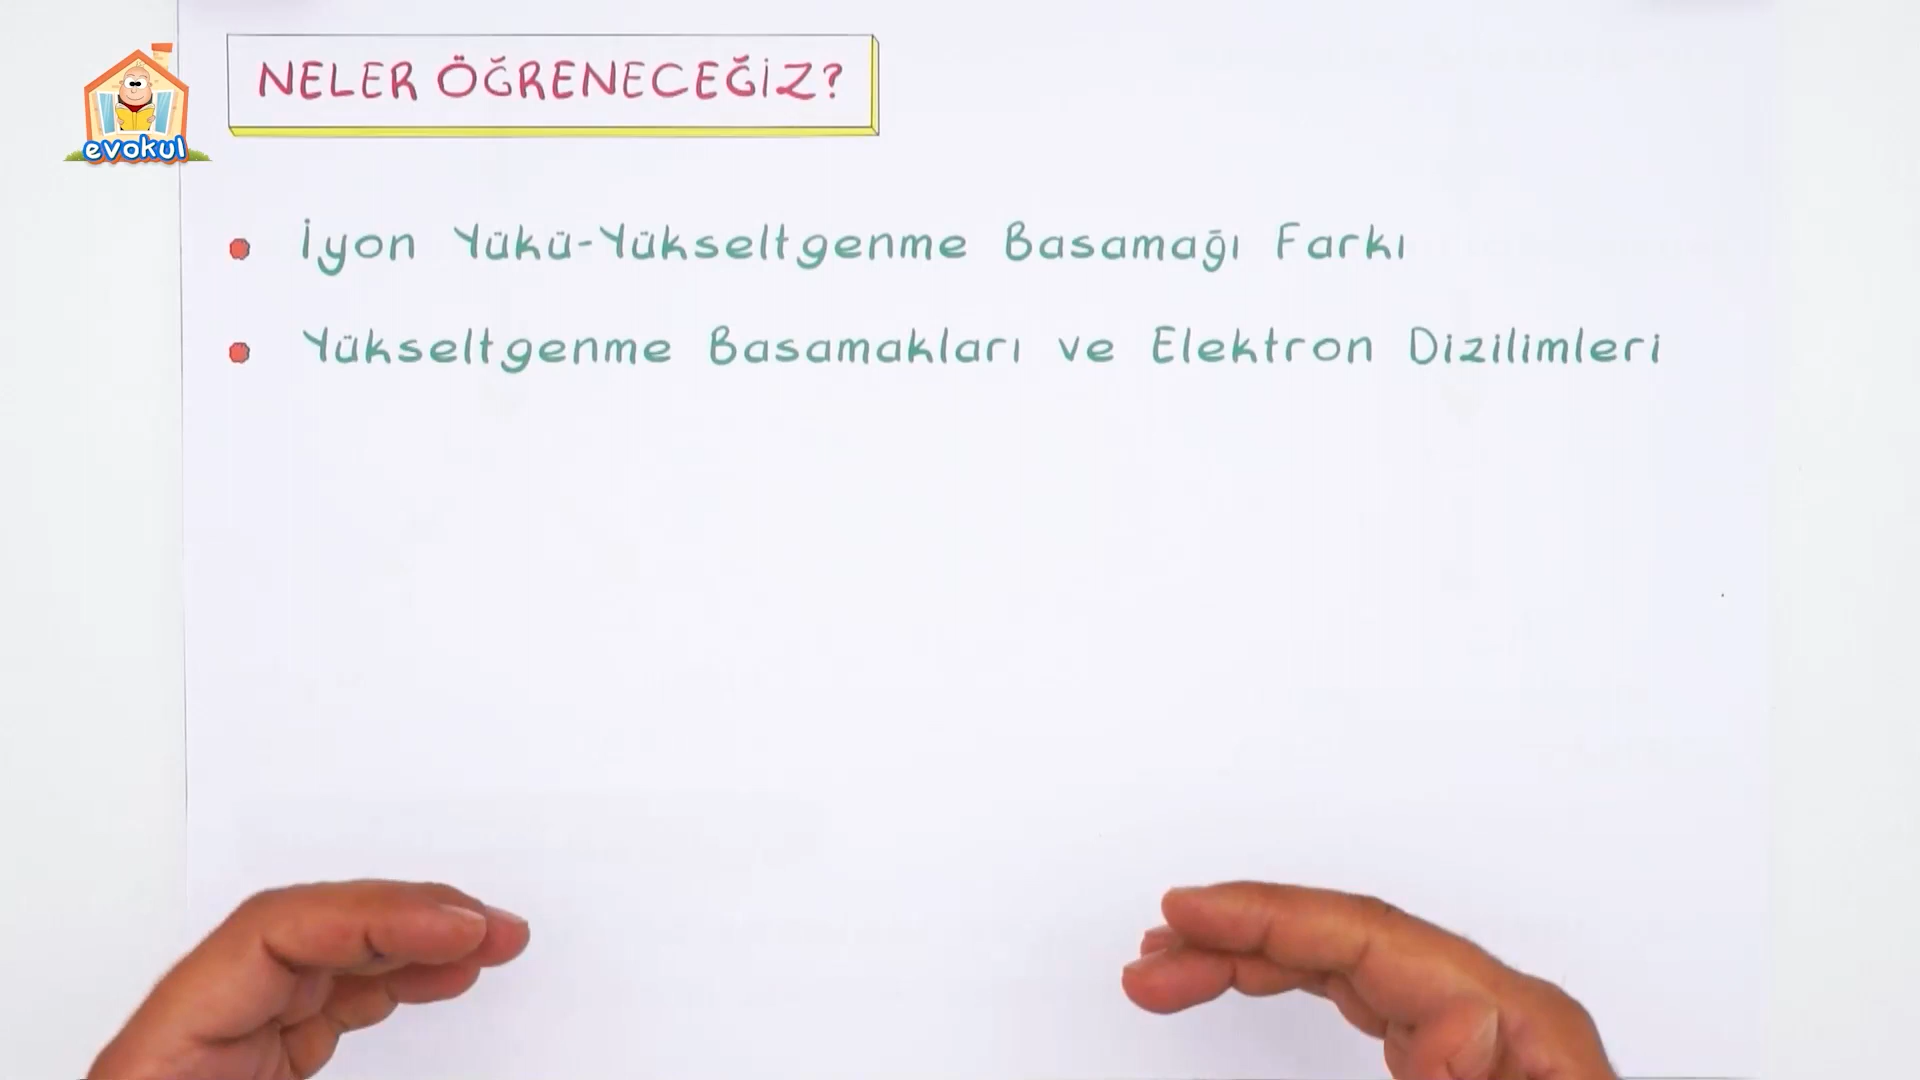 evokul
NELER ÖĞRENECEĞİZ?
İyon Yükü-Yükseltgenme Basamağı Farkı
Yükseltgenme Basamakları ve Elektron Dizilimleri